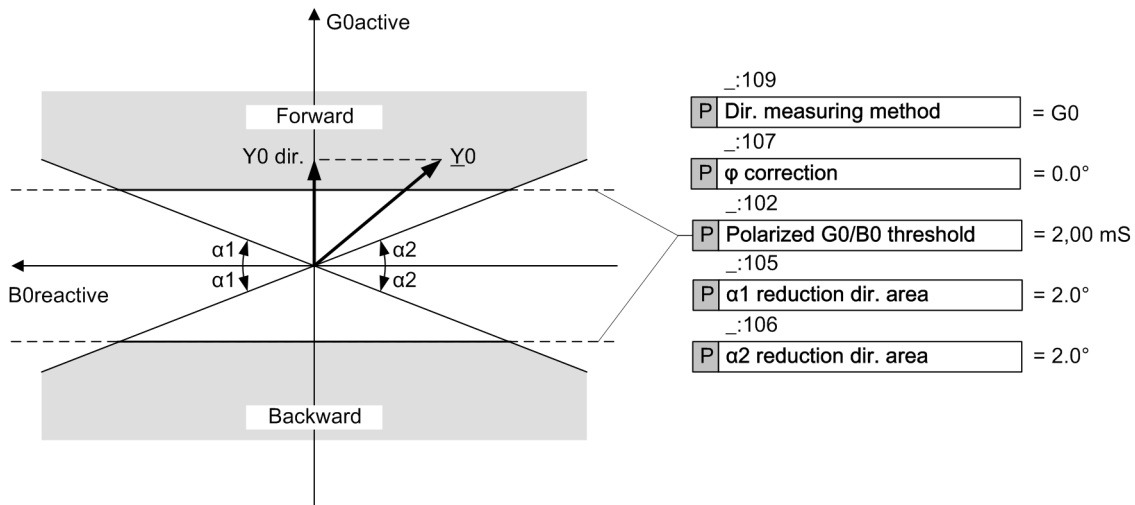 G0active
Forward
Y0 dir.
Y0
α1
α2
α1
α2
B0reactive
Backward
_:109
P Dir. measuring method = G0
_:107
P φ correction = 0.0°
_:102
P Polarized G0/B0 threshold = 2,00 mS
_:105
P α1 reduction dir. area = 2.0°
_:106
P α2 reduction dir. area = 2.0°